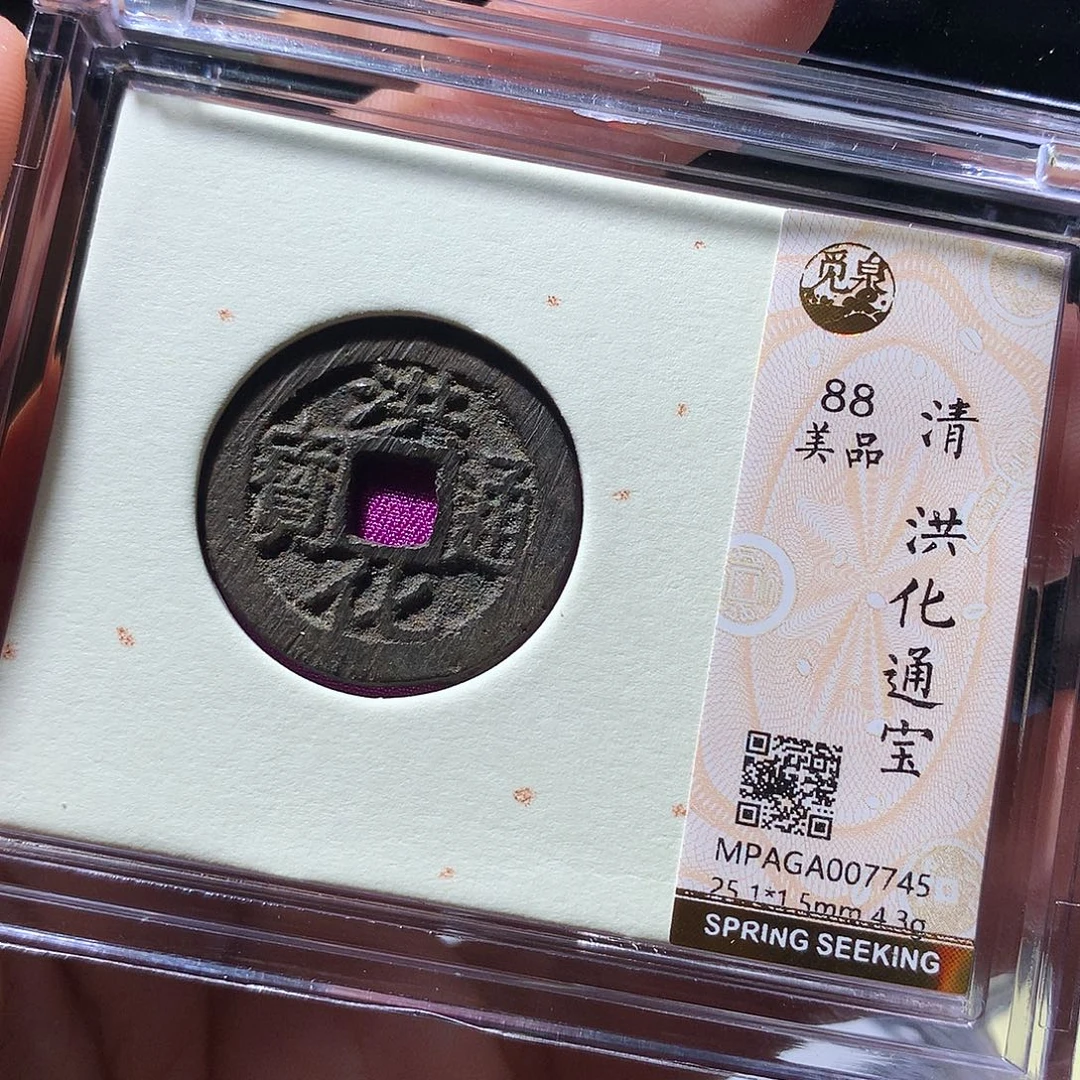 洪化通寳
觅泉
88
美品
清 洪化通宝
MPAGA007745
25.1*1.5mm 4.3g
SPRING SEEKING